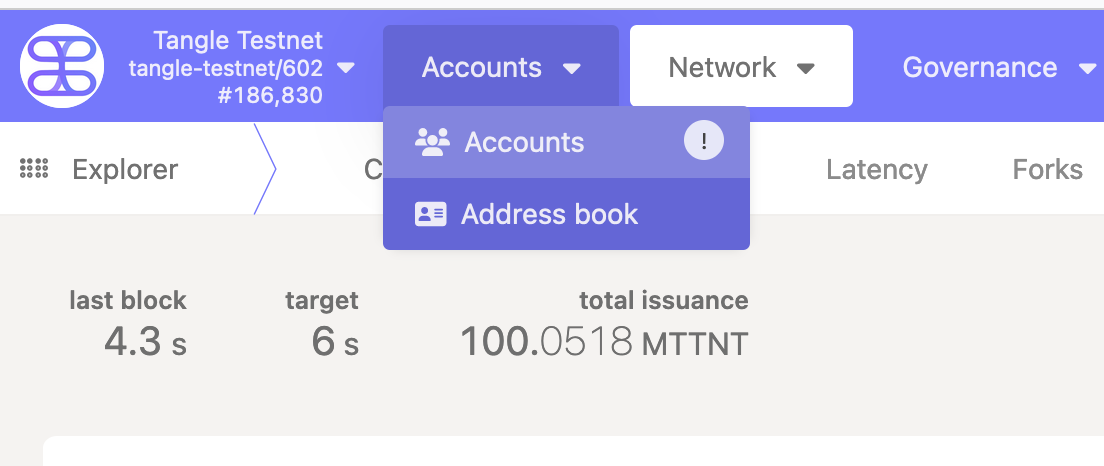 Tangle Testnet
tangle-testnet/602
#186,830
Accounts
Network
Governance
Accounts !
Address book
Explorer
Latency
Forks
last block
4.3 s
target
6 s
total issuance
100.0518 MTTNT